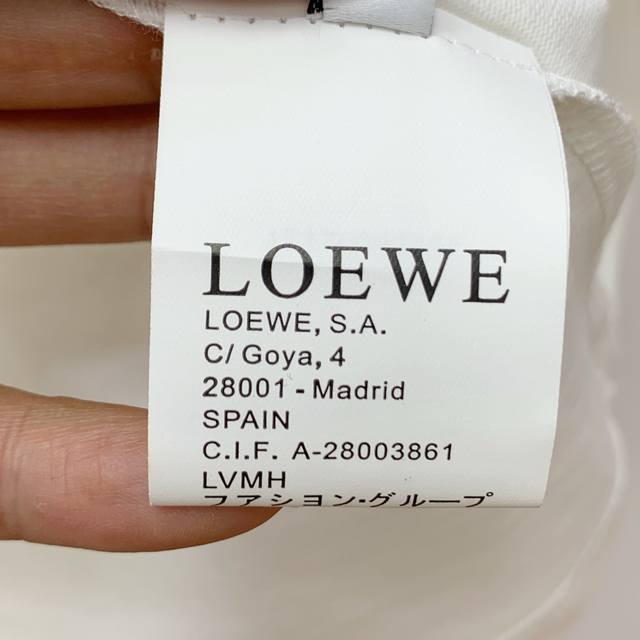 LOEWE
LOEWE, S.A.
C/ Goya, 4
28001 - Madrid
SPAIN
C.I.F. A-28003861
LVMH
ファション・グループ